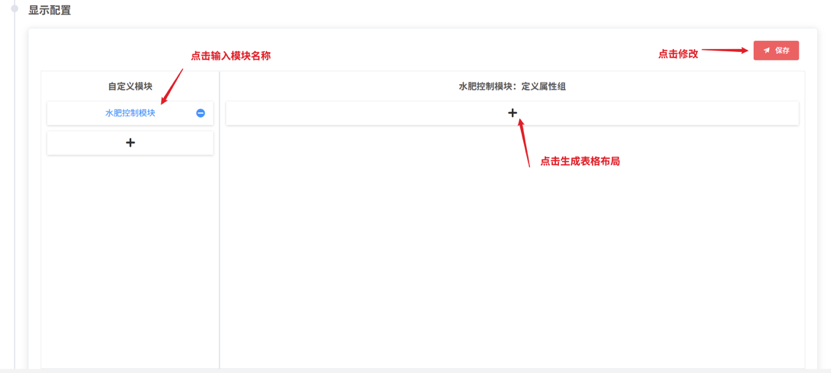 显示配置
点击输入模块名称
点击修改
保存
自定义模块
水肥控制模块：定义属性组
水肥控制模块
点击生成表格布局